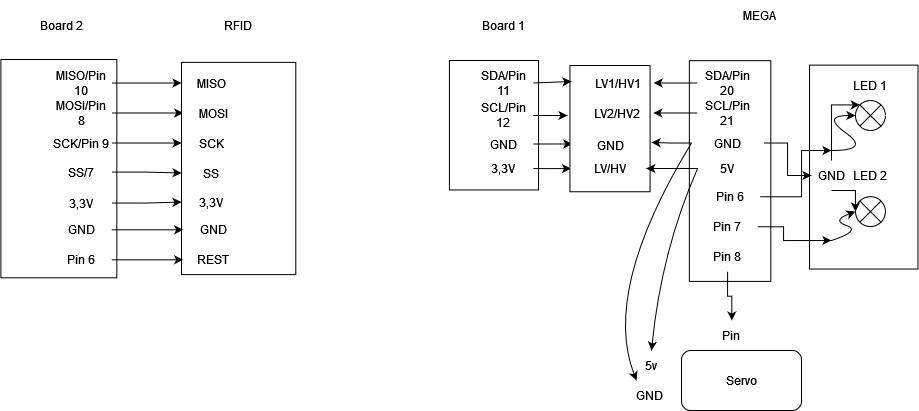 Board 2
RFID
MISO/Pin
10
MISO
MOSI/Pin
8
MOSI
SCK/Pin 9
SCK
SS/7
SS
3,3V
3,3V
GND
GND
Pin 6
REST
Board 1
MEGA
SDA/Pin
11
LV1/HV1
SDA/Pin
20
SCL/Pin
12
LV2/HV2
SCL/Pin
21
GND
GND
GND
3,3V
LV/HV
5V
Pin 6
Pin 7
Pin 8
LED 1
GND
LED 2
Pin
5v
GND
Servo